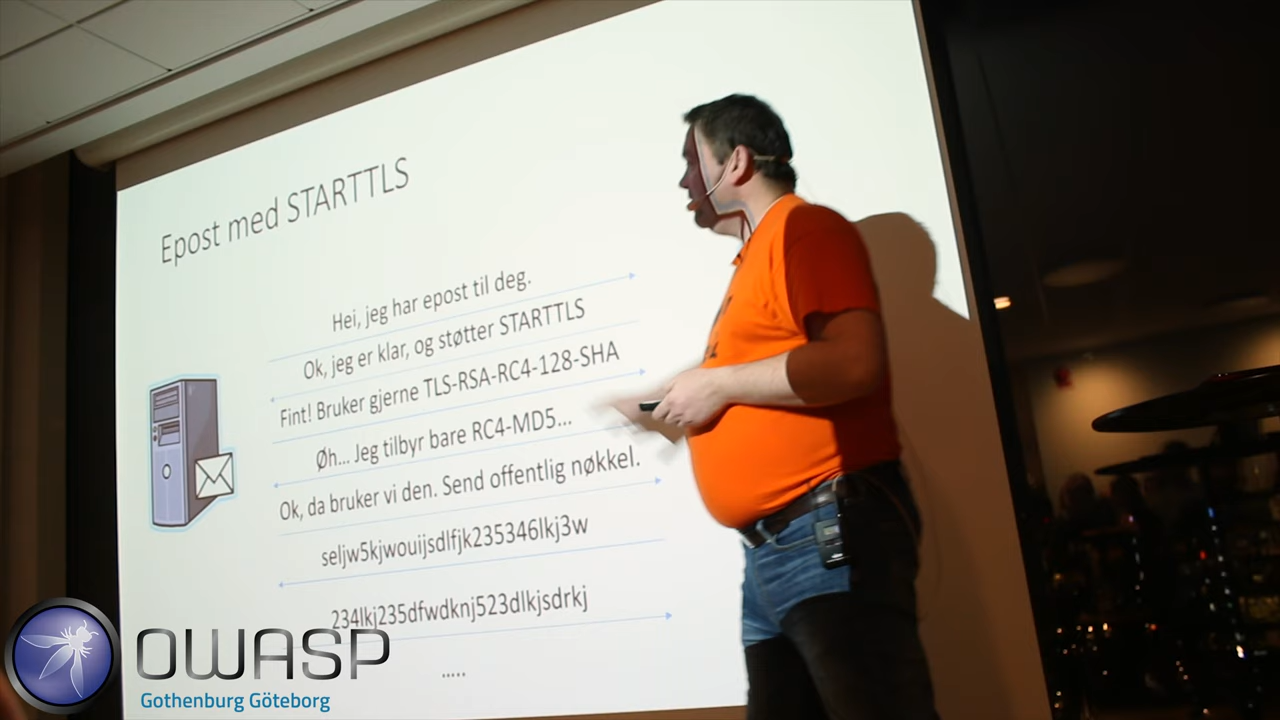 Epost med STARTTLS
Hei, jeg har epost til deg.
Ok, jeg er klar, og støtter STARTTLS
Fint! Bruker gjerne TLS-RSA-RC4-128-SHA
Øh... Jeg tilbyr bare RC4-MD5...
Ok, da bruker vi den. Send offentlig nøkkel.
seljw5kjwouijsdlfjk235346lkj3w
234lkj235dfwdknj523dlkjsdrkj
.....
OWASP
Gothenburg Göteborg